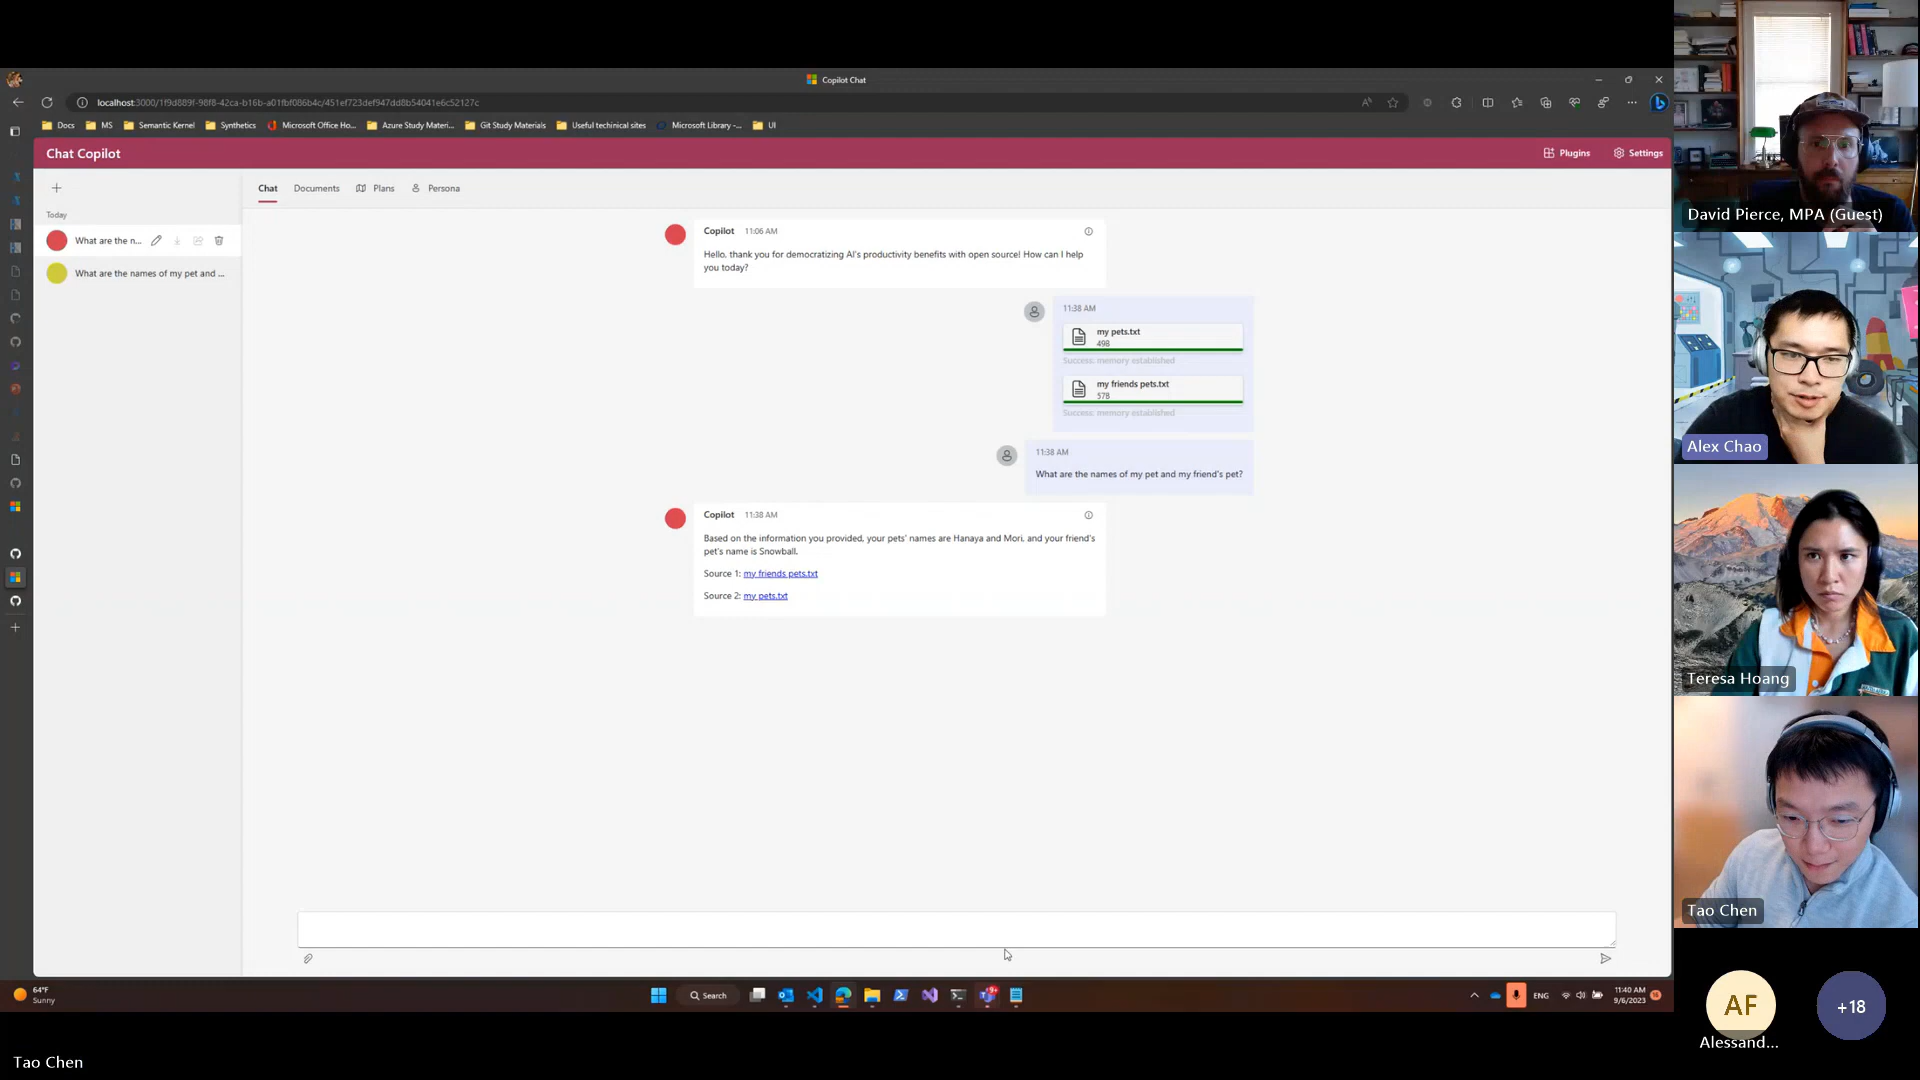 Copilot Chat
localhost:3000/1f9d889f-98f8-42ca-b16b-a01fbf086b4c/451ef723def947dd8b54041e6c52127c
Docs MS Semantic Kernel Synthetics Microsoft Office Ho... Azure Study Materi... Git Study Materials Useful techinical sites Microsoft Library -... UI
Chat Copilot
Plugins Settings
Chat Documents Plans Persona
Today
What are the n...
What are the names of my pet and ...
Copilot 11:06 AM
Hello, thank you for democratizing AI's productivity benefits with open source! How can I help
you today?
11:38 AM
my pets.txt
498
Success: memory established
my friends pets.txt
578
Success: memory established
11:38 AM
What are the names of my pet and my friend's pet?
Copilot 11:38 AM
Based on the information you provided, your pets' names are Hanaya and Mori, and your friend's
pet's name is Snowball.
Source 1: my friends pets.txt
Source 2: my pets.txt
64°F
Sunny
Search
ENG
11:40 AM
9/6/2023
Tao Chen
David Pierce, MPA (Guest)
Alex Chao
Teresa Hoang
Tao Chen
AF
Alessand...
+18